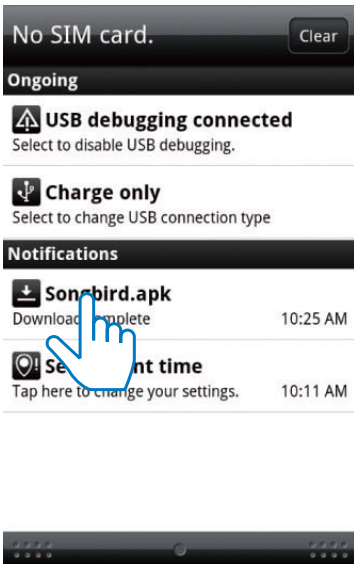 No SIM card.
Clear
Ongoing
USB debugging connected
Select to disable USB debugging.
Charge only
Select to change USB connection type
Notifications
Songbird.apk
Download complete 10:25 AM
time
Tap here to change your settings. 10:11 AM